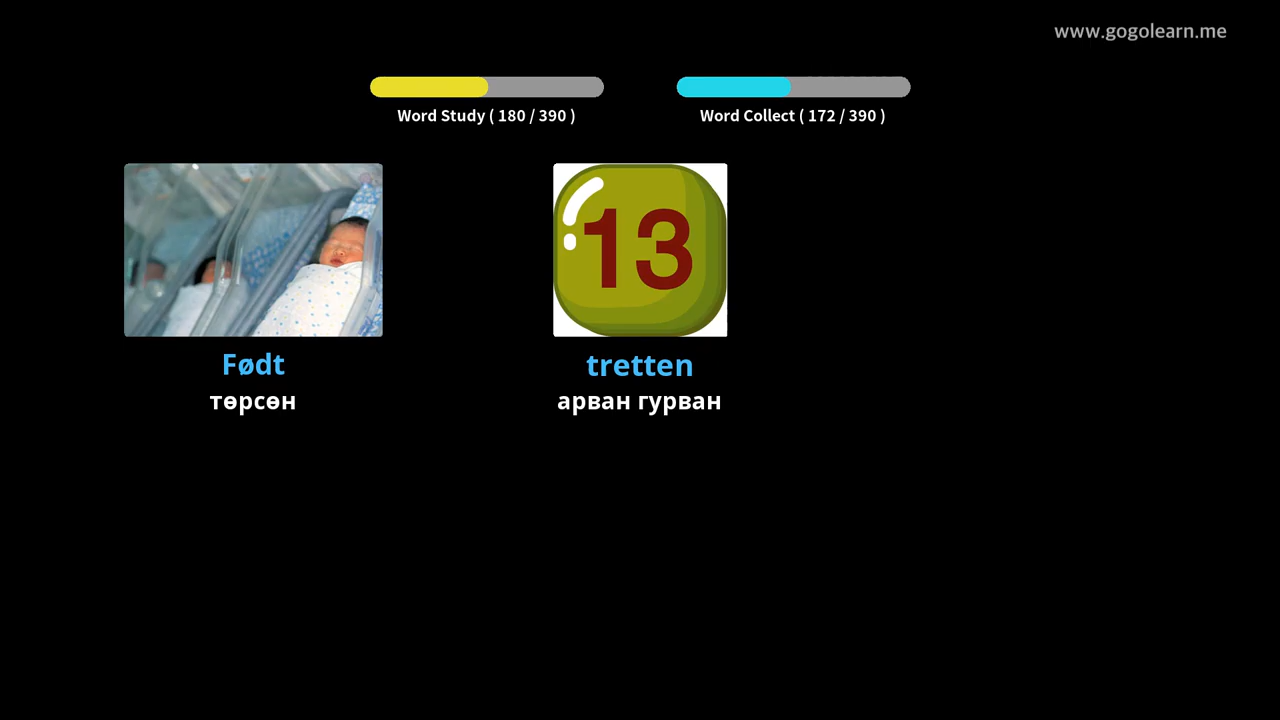 www.gogolearn.me
Word Study ( 180 / 390 )
Word Collect ( 172 / 390 )
13
Født
tretten
төрсөн
арван гурван